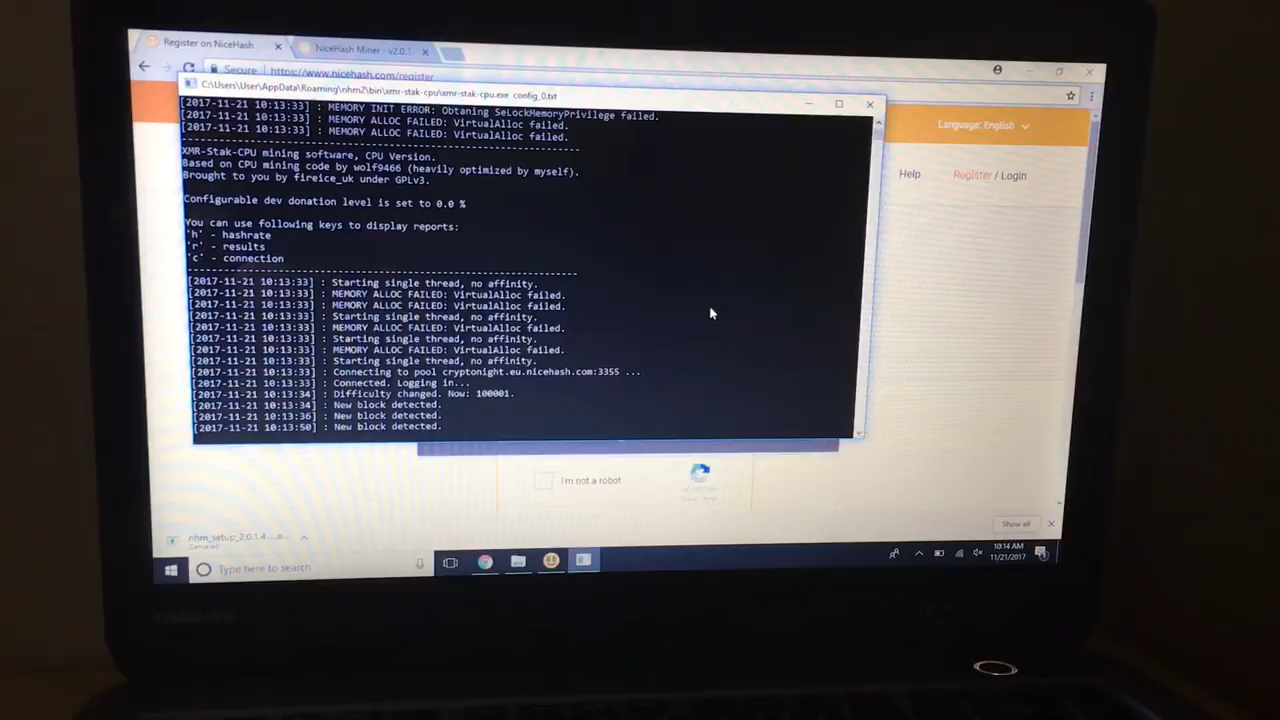 Register on NiceHash
NiceHash Miner - v2.0.1
Secure | https://www.nicehash.com/register
C:\Users\User\AppData\Roaming\nhm2\bin\xmr-stak-cpu\xmr-stak-cpu.exe config_0.txt
[2017-11-21 10:13:33] : MEMORY INIT ERROR: Obtaning SeLockMemoryPrivilege failed.
[2017-11-21 10:13:33] : MEMORY ALLOC FAILED: VirtualAlloc failed.
[2017-11-21 10:13:33] : MEMORY ALLOC FAILED: VirtualAlloc failed.
XMR-Stak-CPU mining software, CPU Version.
Based on CPU mining code by wolf9466 (heavily optimized by myself).
Brought to you by fireice_uk under GPLv3.
Configurable dev donation level is set to 0.0 %
You can use following keys to display reports:
'h' - hashrate
'r' - results
'c' - connection
[2017-11-21 10:13:33] : Starting single thread, no affinity.
[2017-11-21 10:13:33] : MEMORY ALLOC FAILED: VirtualAlloc failed.
[2017-11-21 10:13:33] : MEMORY ALLOC FAILED: VirtualAlloc failed.
[2017-11-21 10:13:33] : Starting single thread, no affinity.
[2017-11-21 10:13:33] : MEMORY ALLOC FAILED: VirtualAlloc failed.
[2017-11-21 10:13:33] : Starting single thread, no affinity.
[2017-11-21 10:13:33] : MEMORY ALLOC FAILED: VirtualAlloc failed.
[2017-11-21 10:13:33] : Starting single thread, no affinity.
[2017-11-21 10:13:33] : Connecting to pool cryptonight.eu.nicehash.com:3355 ...
[2017-11-21 10:13:33] : Connected. Logging in...
[2017-11-21 10:13:34] : Difficulty changed. Now: 100001.
[2017-11-21 10:13:34] : New block detected.
[2017-11-21 10:13:36] : New block detected.
[2017-11-21 10:13:50] : New block detected.
Language: English
Help
Register / Login
I'm not a robot
nhm_setup_2.0.1.4....e...
Canceled
Show all
Type here to search
10:14 AM
11/21/2017
TOSHIBA